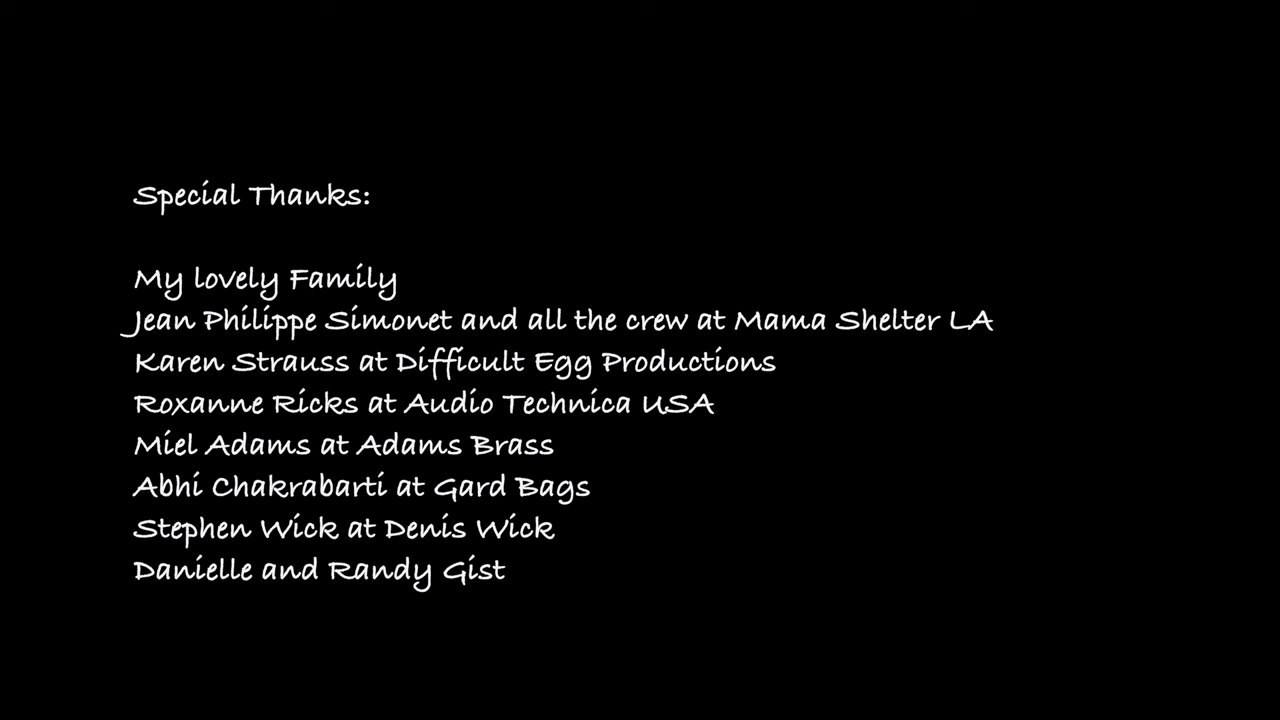 Special Thanks:
My lovely Family
Jean Philippe Simonet and all the crew at Mama Shelter LA
Karen Strauss at Difficult Egg Productions
Roxanne Ricks at Audio Technica USA
Miel Adams at Adams Brass
Abhi Chakrabarti at Gard Bags
Stephen Wick at Denis Wick
Danielle and Randy Gist